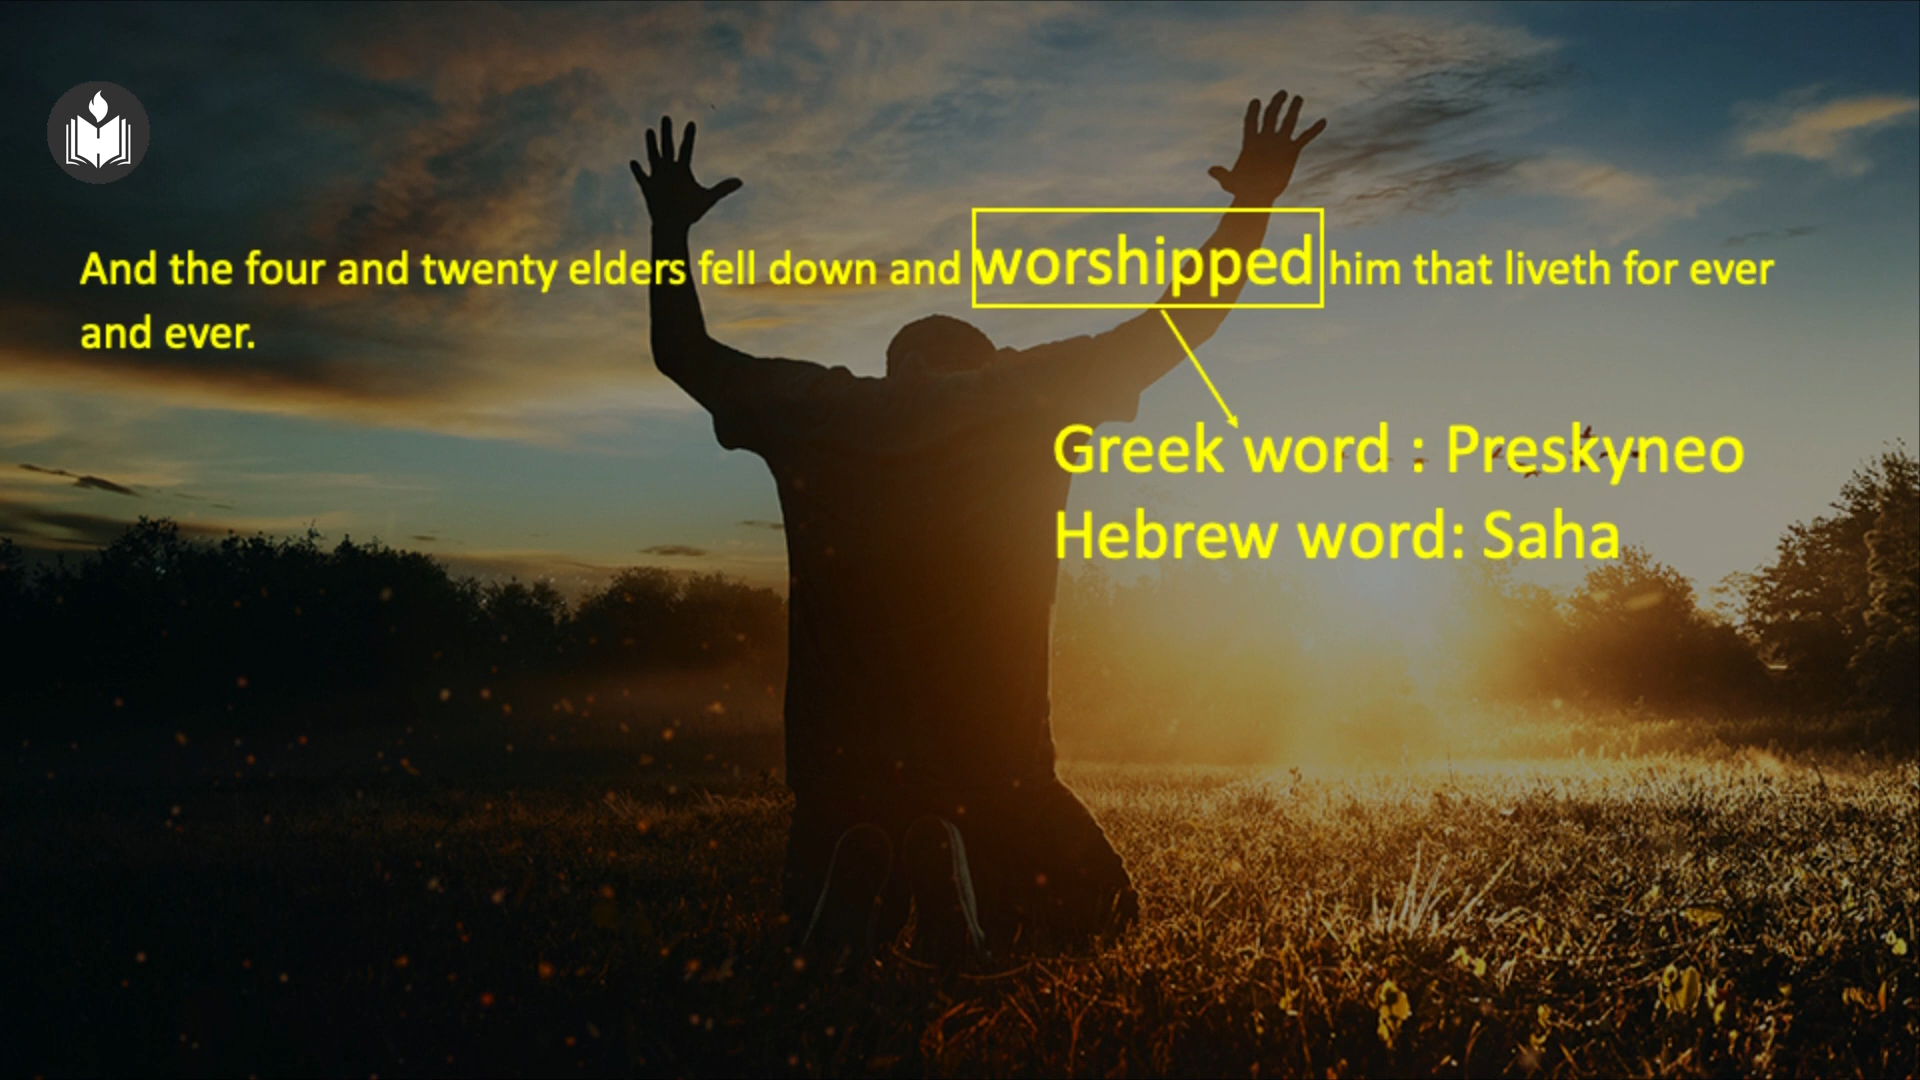 And the four and twenty elders fell down and worshipped him that liveth for ever
and ever.
Greek word : Preskyneo
Hebrew word: Saha